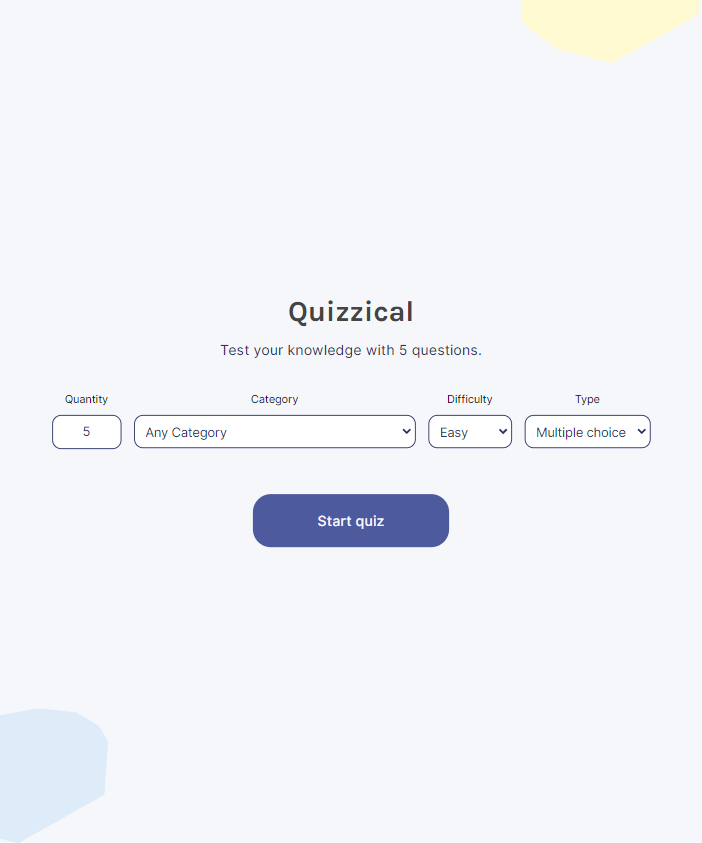 Quizzical
Test your knowledge with 5 questions.
Quantity Category Difficulty Type
5 Any Category Easy Multiple choice
Start quiz